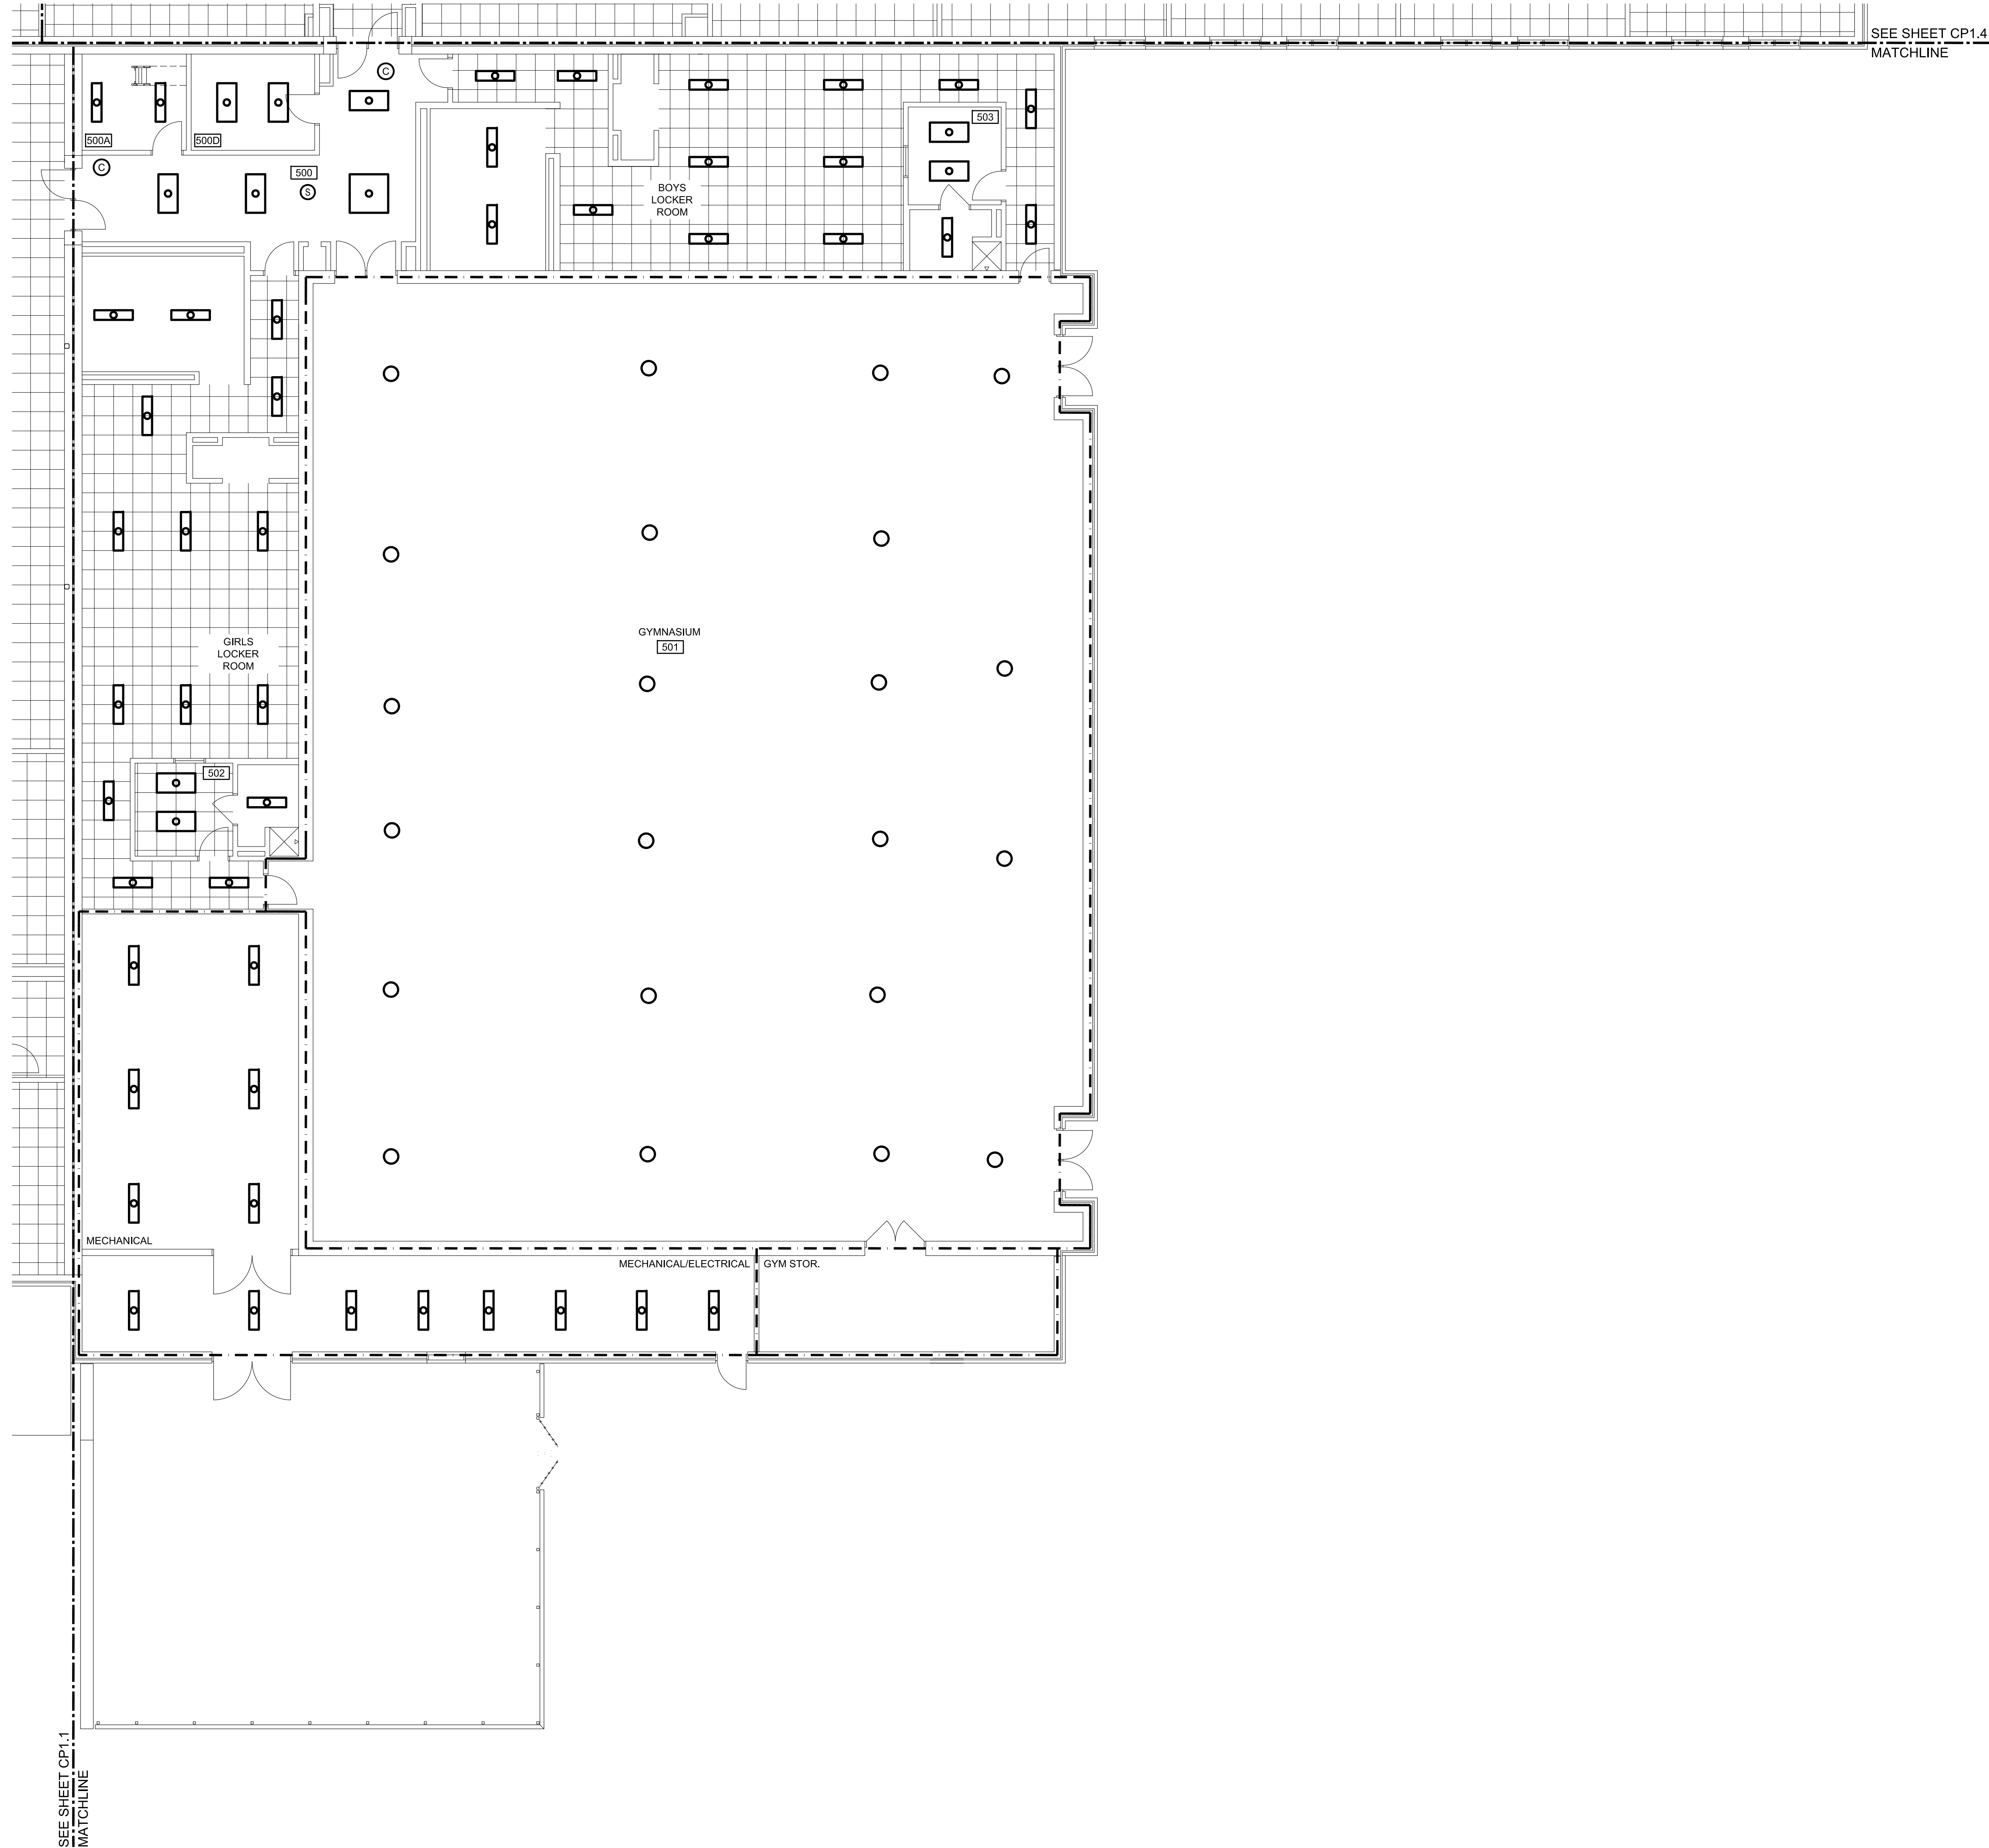 SEE SHEET CP1.4
MATCHLINE
C
500A
500D
503
C
500
S
BOYS
LOCKER
ROOM
GYMNASIUM
501
GIRLS
LOCKER
ROOM
502
MECHANICAL
MECHANICAL/ELECTRICAL
GYM STOR.
SEE SHEET CP1.1
MATCHLINE